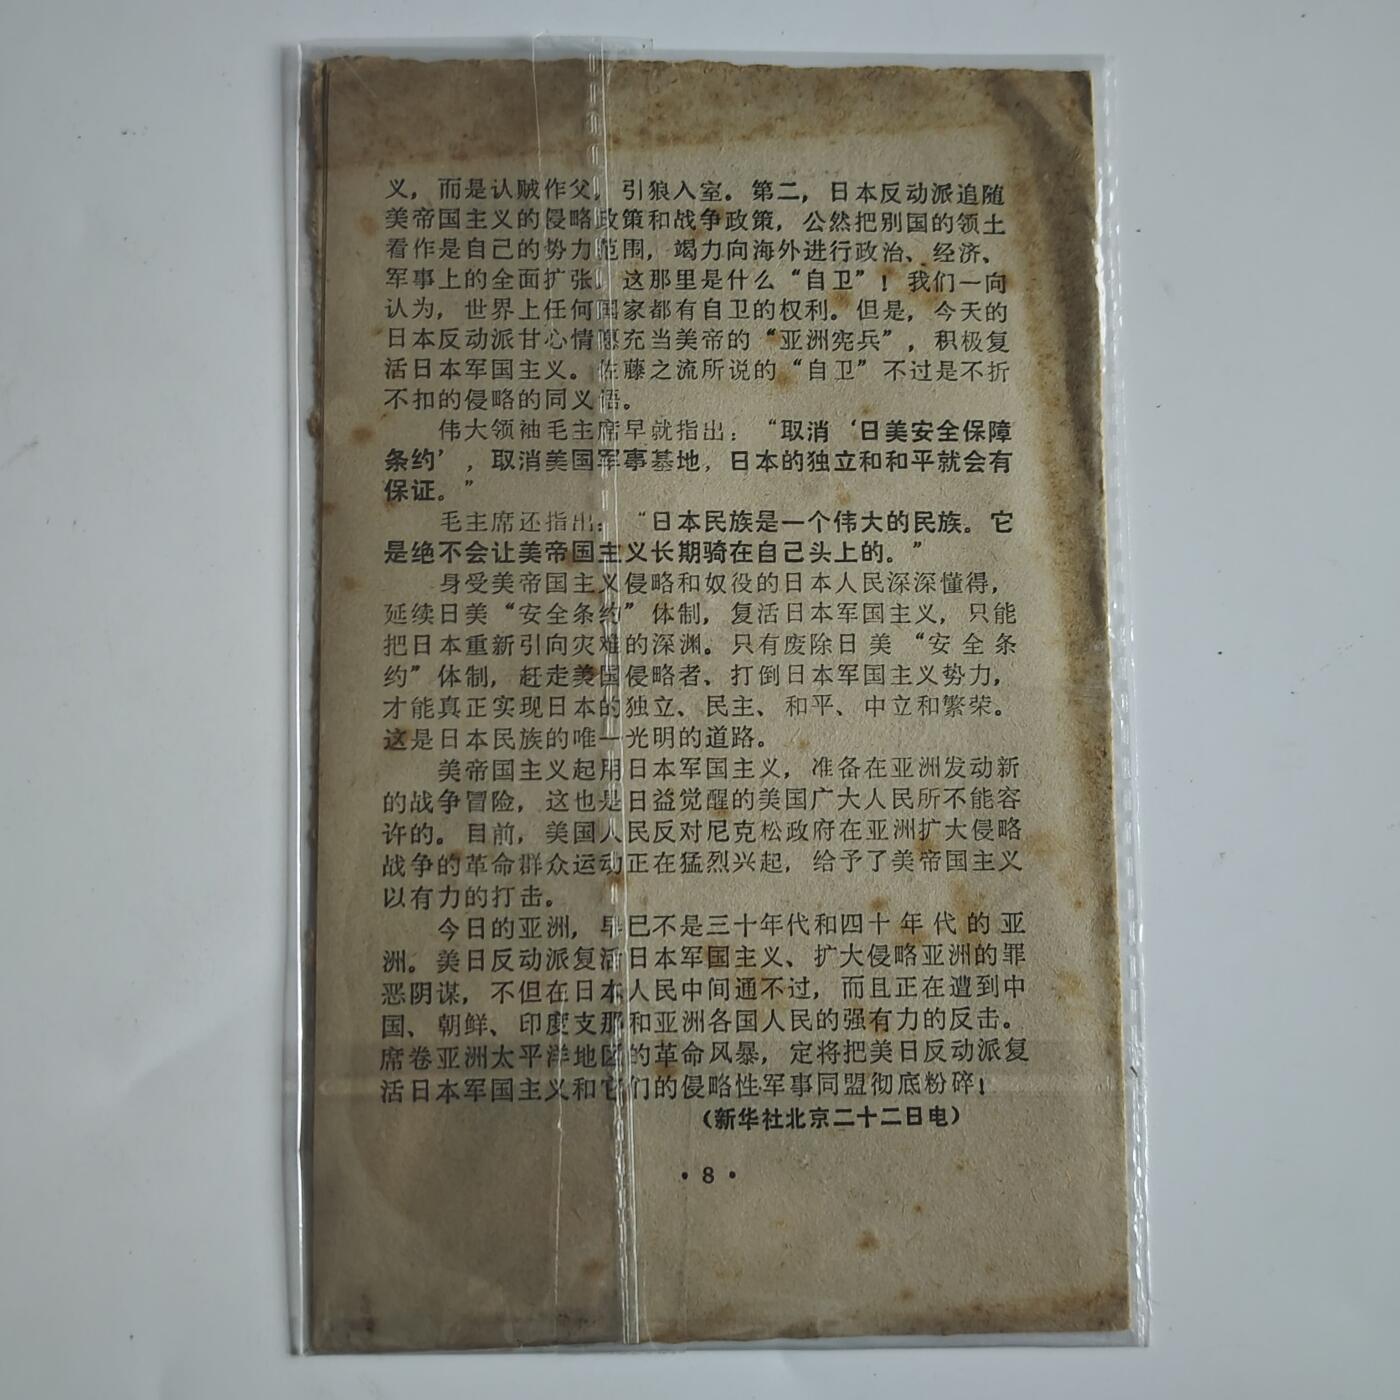 义，而是认贼作父，引狼入室。第二，日本反动派追随
美帝国主义的侵略政策和战争政策，公然把别国的领土
看作是自己的势力范围，竭力向海外进行政治、经济、
军事上的全面扩张。这那里是什么“自卫”！我们一向
认为，世界上任何国家都有自卫的权利。但是，今天的
日本反动派甘心情愿充当美帝的“亚洲宪兵”，积极复
活日本军国主义。佐藤之流所说的“自卫”不过是不折
不扣的侵略的同义语。
伟大领袖毛主席早就指出：“取消‘日美安全保障
条约’，取消美国军事基地，日本的独立和和平就会有
保证。”
毛主席还指出：“日本民族是一个伟大的民族。它
是绝不会让美帝国主义长期骑在自己头上的。”
身受美帝国主义侵略和奴役的日本人民深深懂得，
延续日美“安全条约”体制，复活日本军国主义，只能
把日本重新引向灾难的深渊。只有废除日美“安全条
约”体制，赶走美国侵略者、打倒日本军国主义势力，
才能真正实现日本的独立、民主、和平、中立和繁荣。
这是日本民族的唯一光明的道路。
美帝国主义起用日本军国主义，准备在亚洲发动新
的战争冒险，这也是日益觉醒的美国广大人民所不能容
许的。目前，美国人民反对尼克松政府在亚洲扩大侵略
战争的革命群众运动正在猛烈兴起，给予了美帝国主义
以有力的打击。
今日的亚洲，早已不是三十年代和四十年代的亚
洲。美日反动派复活日本军国主义、扩大侵略亚洲的罪
恶阴谋，不但在日本人民中间通不过，而且正在遭到中
国、朝鲜、印度支那和亚洲各国人民的强有力的反击。
席卷亚洲太平洋地区的革命风暴，定将把美日反动派复
活日本军国主义和它们的侵略性军事同盟彻底粉碎！
（新华社北京二十二日电）
·8·